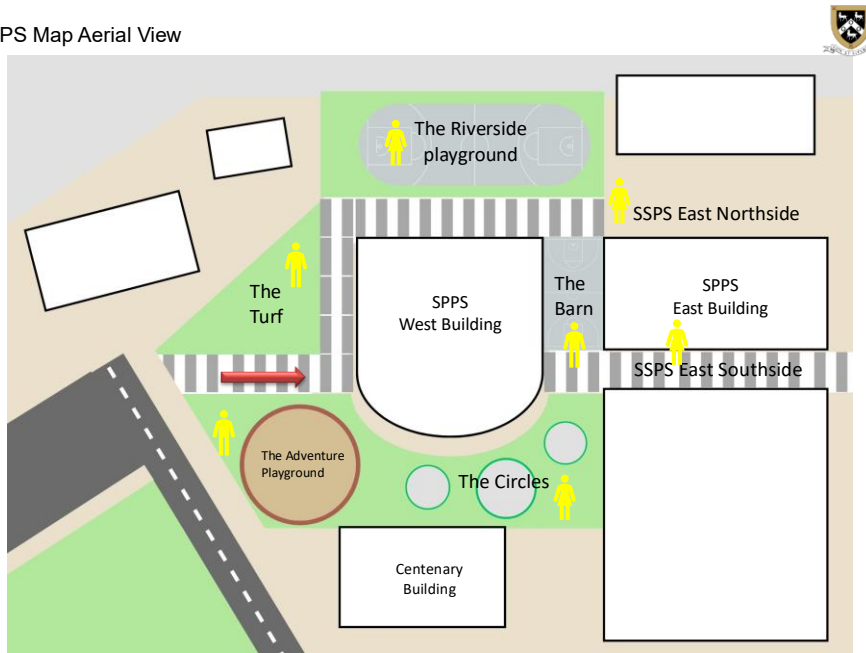 PS Map Aerial View
The Riverside
playground
SSPS East Northside
The
Turf
SPPS
West Building
The
Barn
SPPS
East Building
SSPS East Southside
The Adventure
Playground
The Circles
Centenary
Building